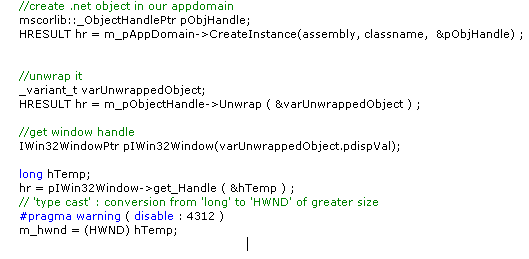 //create .net object in our appdomain
mscorlib::_ObjectHandlePtr pObjHandle;
HRESULT hr = m_pAppDomain->CreateInstance(assembly, classname, &pObjHandle) ;
//unwrap it
_variant_t varUnwrappedObject;
HRESULT hr = m_pObjectHandle->Unwrap ( &varUnwrappedObject ) ;
//get window handle
IWin32WindowPtr pIWin32Window(varUnwrappedObject.pdispVal);
long hTemp;
hr = pIWin32Window->get_Handle ( &hTemp ) ;
// 'type cast' : conversion from 'long' to 'HWND' of greater size
#pragma warning ( disable : 4312 )
m_hwnd = (HWND) hTemp;